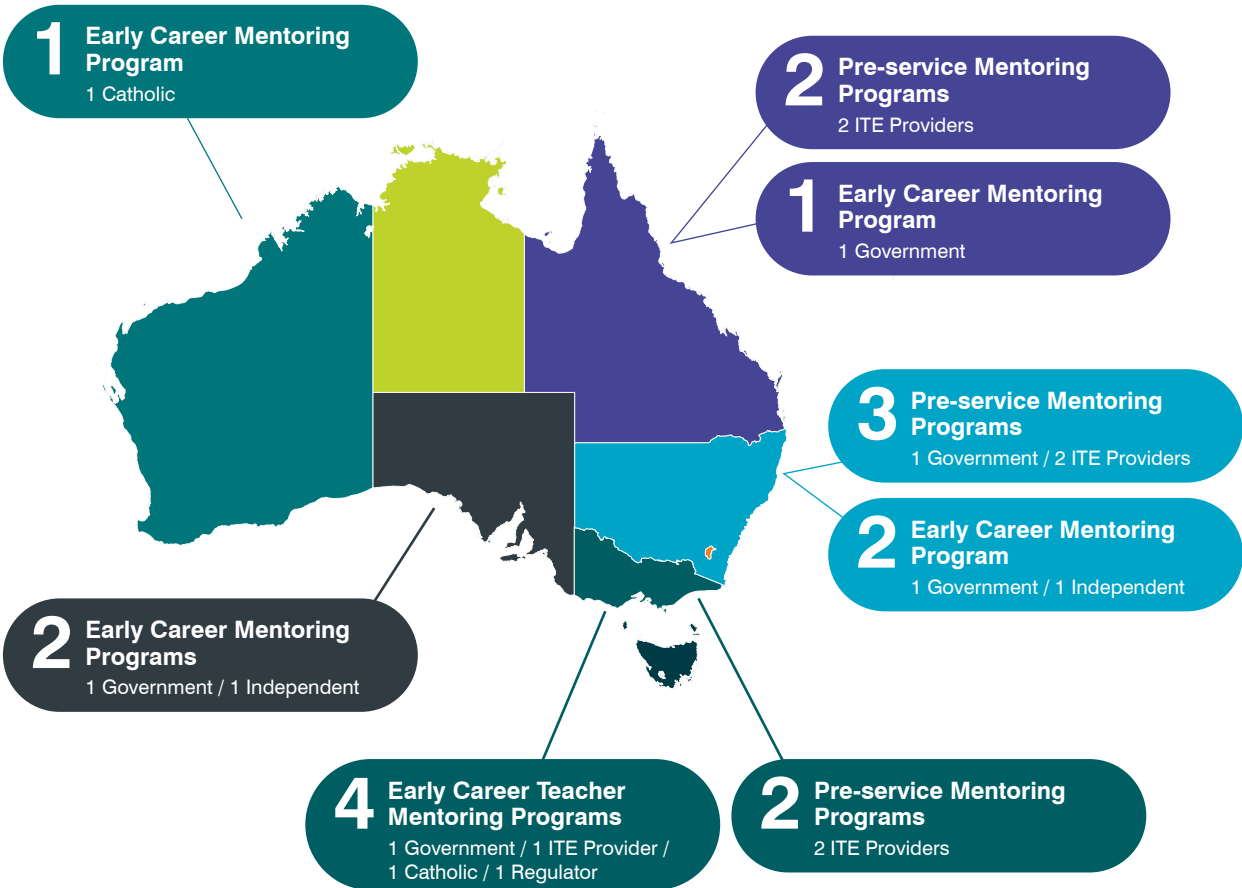 1
Early Career Mentoring
Program
1 Catholic
2
Pre-service Mentoring
Programs
2 ITE Providers
1
Early Career Mentoring
Program
1 Government
3
Pre-service Mentoring
Programs
1 Government / 2 ITE Providers
2
Early Career Mentoring
Program
1 Government / 1 Independent
2
Early Career Mentoring
Programs
1 Government / 1 Independent
4
Early Career Teacher
Mentoring Programs
1 Government / 1 ITE Provider /
1 Catholic / 1 Regulator
2
Pre-service Mentoring
Programs
2 ITE Providers